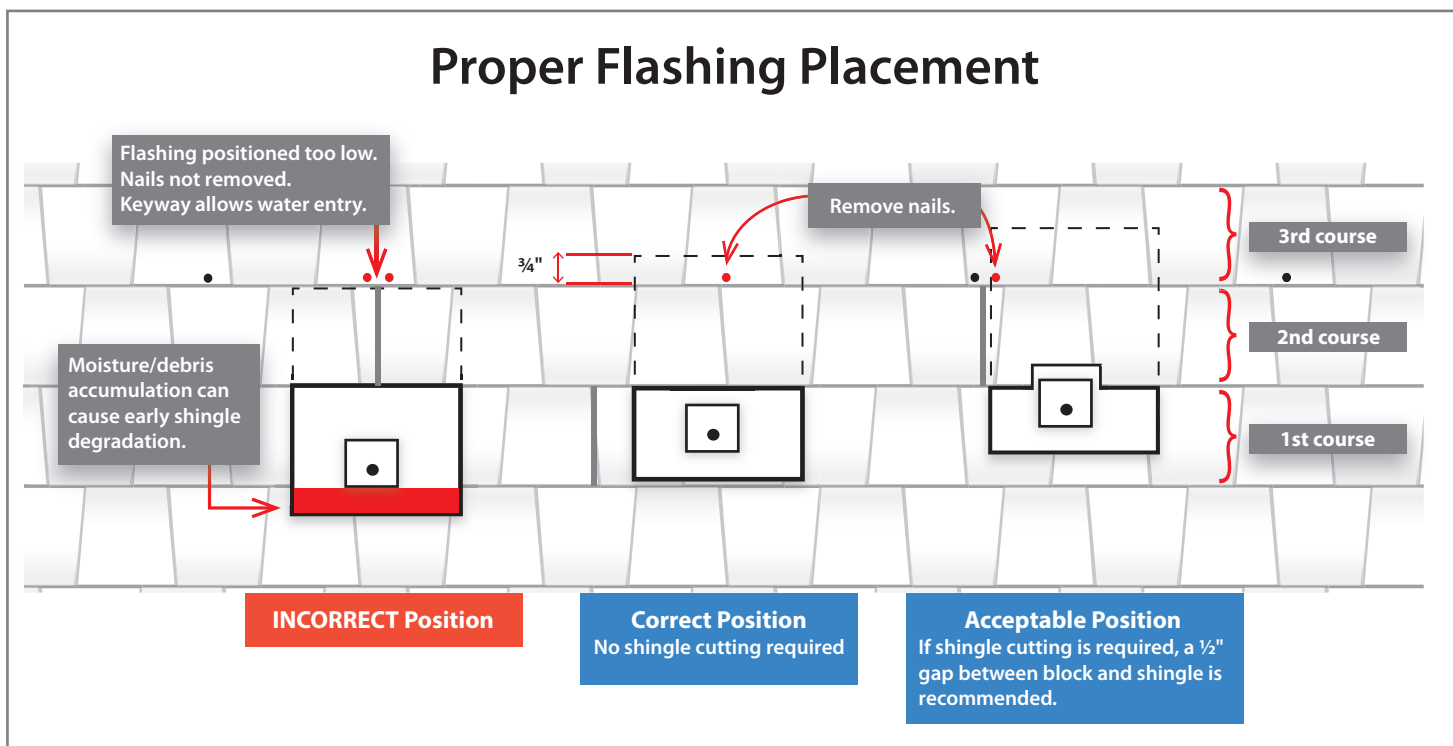 Proper Flashing Placement
Flashing positioned too low.
Nails not removed.
Keyway allows water entry.
Remove nails.
3rd course
¾"
2nd course
Moisture/debris
accumulation can
cause early shingle
degradation.
1st course
INCORRECT Position
Correct Position
No shingle cutting required
Acceptable Position
If shingle cutting is required, a ½"
gap between block and shingle is
recommended.